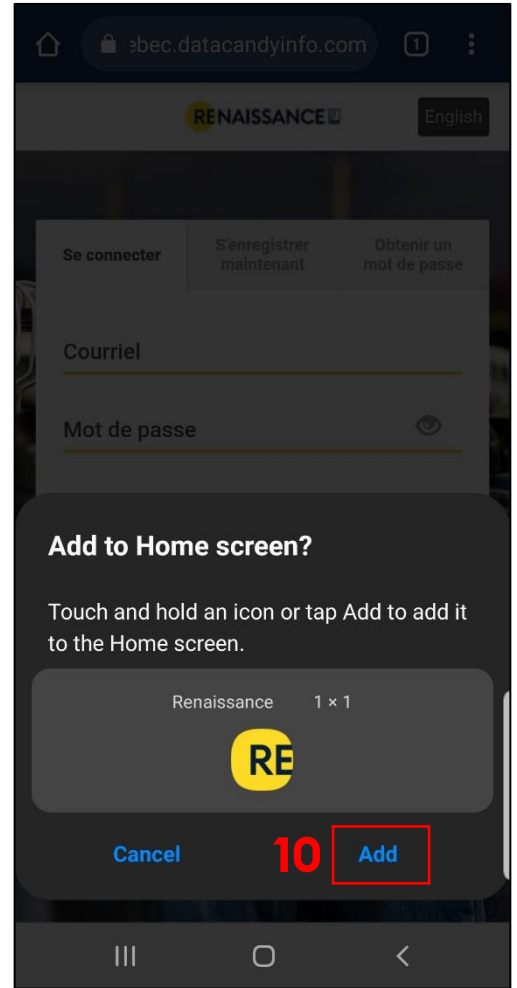 ebec.datacandyinfo.com 1
RENAISSANCE English
Se connecter
S'enregistrer
maintenant
Obtenir un
mot de passe
Courriel
Mot de passe
Add to Home screen?
Touch and hold an icon or tap Add to add it
to the Home screen.
Renaissance 1 × 1
RE
Cancel 10 Add